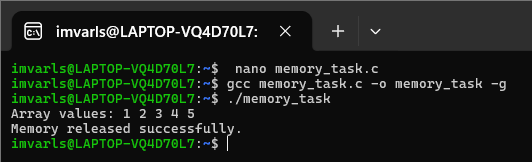 imvarls@LAPTOP-VQ4D70L7:
imvarls@LAPTOP-VQ4D70L7:~$  nano memory_task.c
imvarls@LAPTOP-VQ4D70L7:~$ gcc memory_task.c -o memory_task -g
imvarls@LAPTOP-VQ4D70L7:~$ ./memory_task
Array values: 1 2 3 4 5
Memory released successfully.
imvarls@LAPTOP-VQ4D70L7:~$